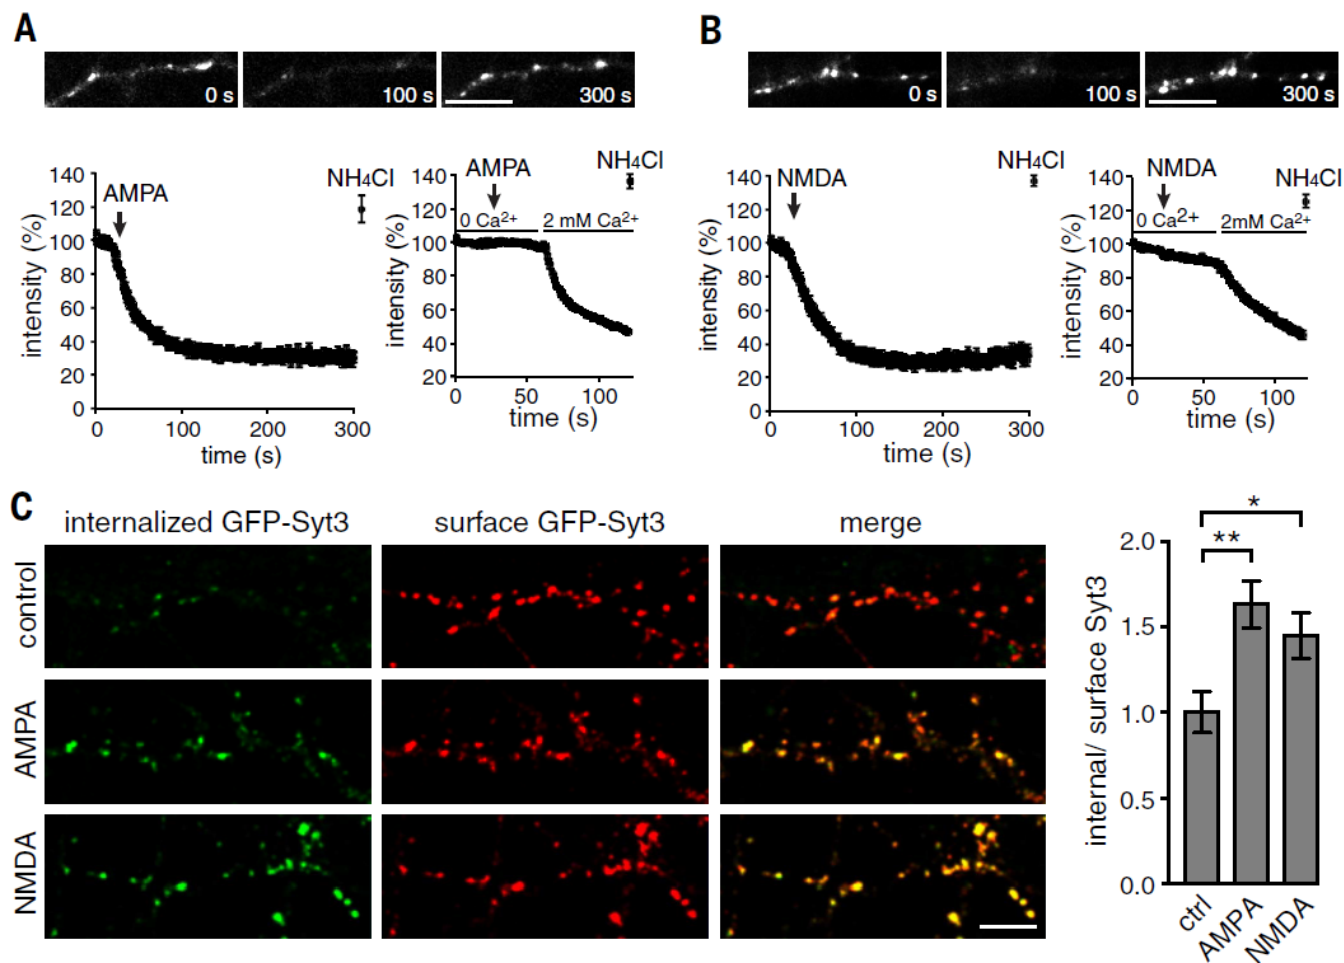 A
0 s
100 s
300 s
AMPA
NH4Cl
intensity (%)
140
120
100
80
60
40
20
0
0
100
200
300
time (s)
AMPA
NH4Cl
0 Ca2+
2 mM Ca2+
intensity (%)
140
120
100
80
60
40
20
0
50
100
time (s)
B
0 s
100 s
300 s
NMDA
NH4Cl
intensity (%)
140
120
100
80
60
40
20
0
0
100
200
300
time (s)
NMDA
NH4Cl
0 Ca2+
2mM Ca2+
intensity (%)
140
120
100
80
60
40
20
0
50
100
time (s)
C
internalized GFP-Syt3
surface GFP-Syt3
merge
control
AMPA
NMDA
*
**
internal/ surface Syt3
2.0
1.5
1.0
0.5
0.0
ctrl
AMPA
NMDA